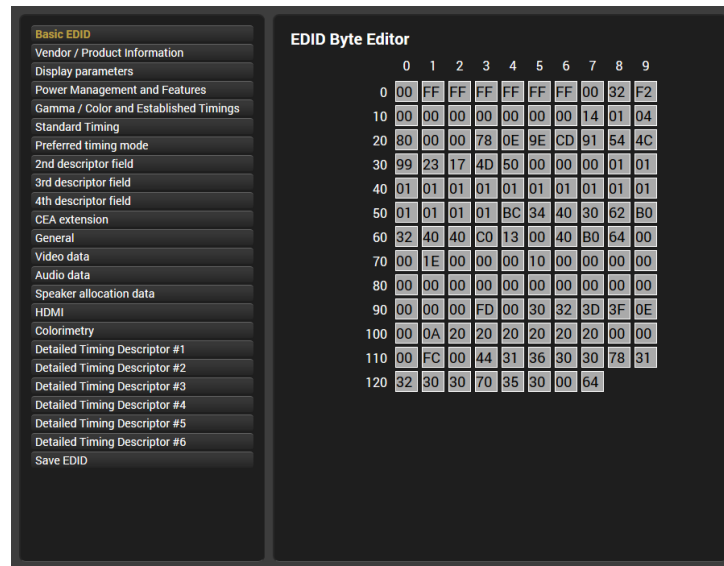 Basic EDID
Vendor / Product Information
Display parameters
Power Management and Features
Gamma / Color and Established Timings
Standard Timing
Preferred timing mode
2nd descriptor field
3rd descriptor field
4th descriptor field
CEA extension
General
Video data
Audio data
Speaker allocation data
HDMI
Colorimetry
Detailed Timing Descriptor #1
Detailed Timing Descriptor #2
Detailed Timing Descriptor #3
Detailed Timing Descriptor #4
Detailed Timing Descriptor #5
Detailed Timing Descriptor #6
Save EDID
EDID Byte Editor
0 1 2 3 4 5 6 7 8 9
0 00 FF FF FF FF FF FF 00 32 F2
10 00 00 00 00 00 00 00 14 01 04
20 80 00 00 78 0E 9E CD 91 54 4C
30 99 23 17 4D 50 00 00 00 01 01
40 01 01 01 01 01 01 01 01 01 01
50 01 01 01 01 BC 34 40 30 62 B0
60 32 40 40 C0 13 00 40 B0 64 00
70 00 1E 00 00 00 10 00 00 00 00
80 00 00 00 00 00 00 00 00 00 00
90 00 00 00 FD 00 30 32 3D 3F 0E
100 00 0A 20 20 20 20 20 20 00 00
110 00 FC 00 44 31 36 30 30 78 31
120 32 30 30 70 35 30 00 64